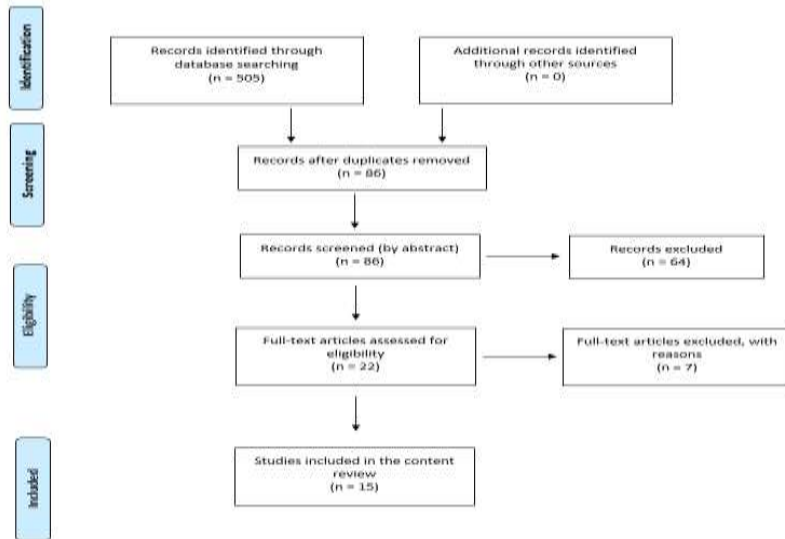 Identification
Records identified through
database searching
(n = 505)
Additional records identified
through other sources
(n = 0)
Screening
Records after duplicates removed
(n = 86)
Records screened (by abstract)
(n = 86)
Records excluded
(n = 64)
Eligibility
Full-text articles assessed for
eligibility
(n = 22)
Full-text articles excluded, with
reasons
(n = 7)
Included
Studies included in the content
review
(n = 15)